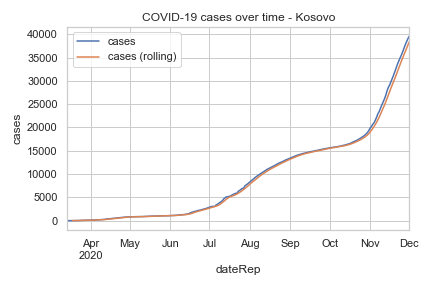 COVID-19 cases over time - Kosovo
cases
cases (rolling)
40000
35000
30000
25000
20000
15000
10000
5000
0
cases
Apr May Jun Jul Aug Sep Oct Nov Dec
2020
dateRep